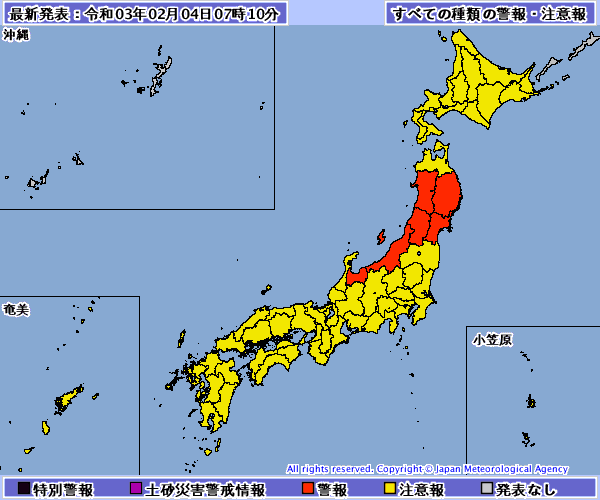 最新発表：令和03年02月04日07時10分
すべての種類の警報・注意報
沖縄
奄美
小笠原
All rights reserved. Copyright © Japan Meteorological Agency
特別警報 土砂災害警戒情報 警報 注意報 発表なし